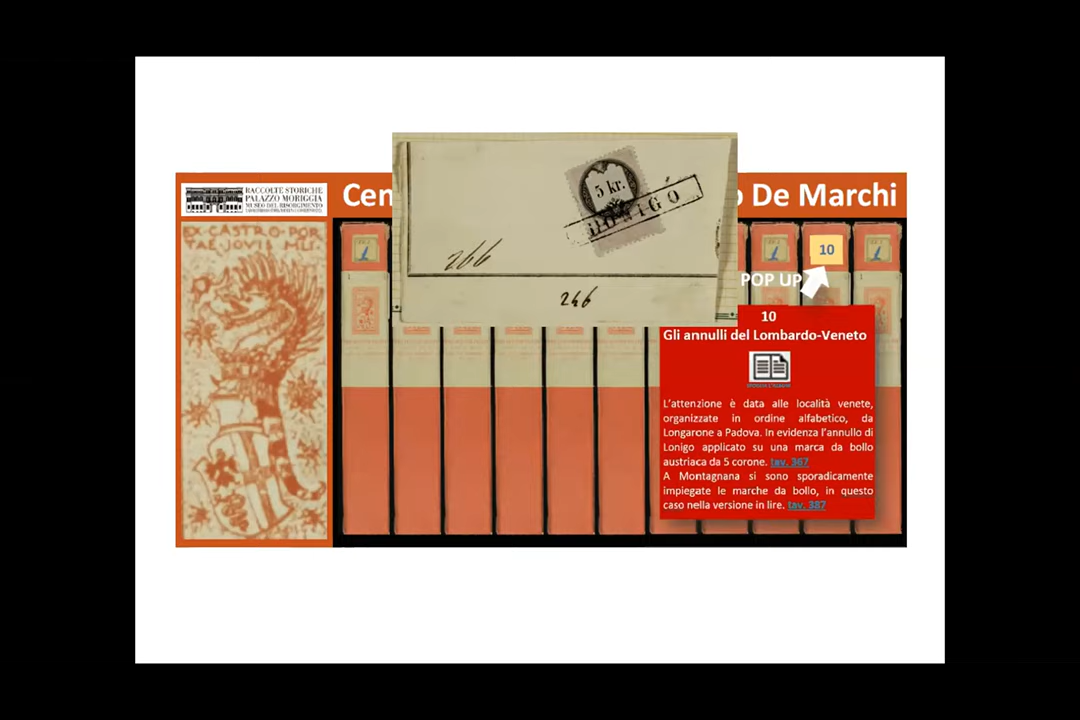 RACCOLTE STORICHE
PALAZZO MORIGGIA
MUSEO DEL RISORGIMENTO
Cen
o De Marchi
EX·CASTRO·POR
TAE·JOVI MLI·
5 kr.
LONIGO
266
246
10
POP UP
10
Gli annulli del Lombardo-Veneto
L'attenzione è data alle località venete,
organizzate in ordine alfabetico, da
Longarone a Padova. In evidenza l'annullo di
Lonigo applicato su una marca da bollo
austriaca da 5 corone. tav. 367
A Montagnana si sono sporadicamente
impiegate le marche da bollo, in questo
caso nella versione in lire. tav. 387